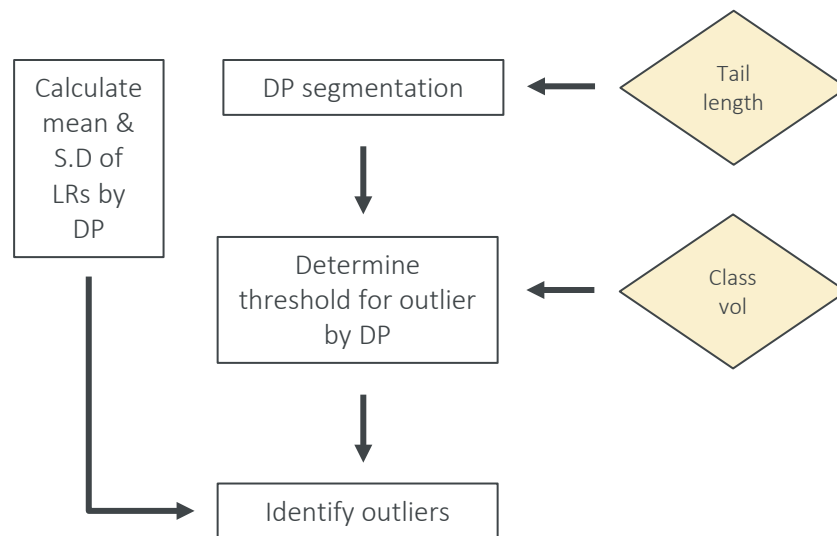 Calculate
mean &
S.D of
LRs by
DP
DP segmentation
Tail
length
Determine
threshold for outlier
by DP
Class
vol
Identify outliers